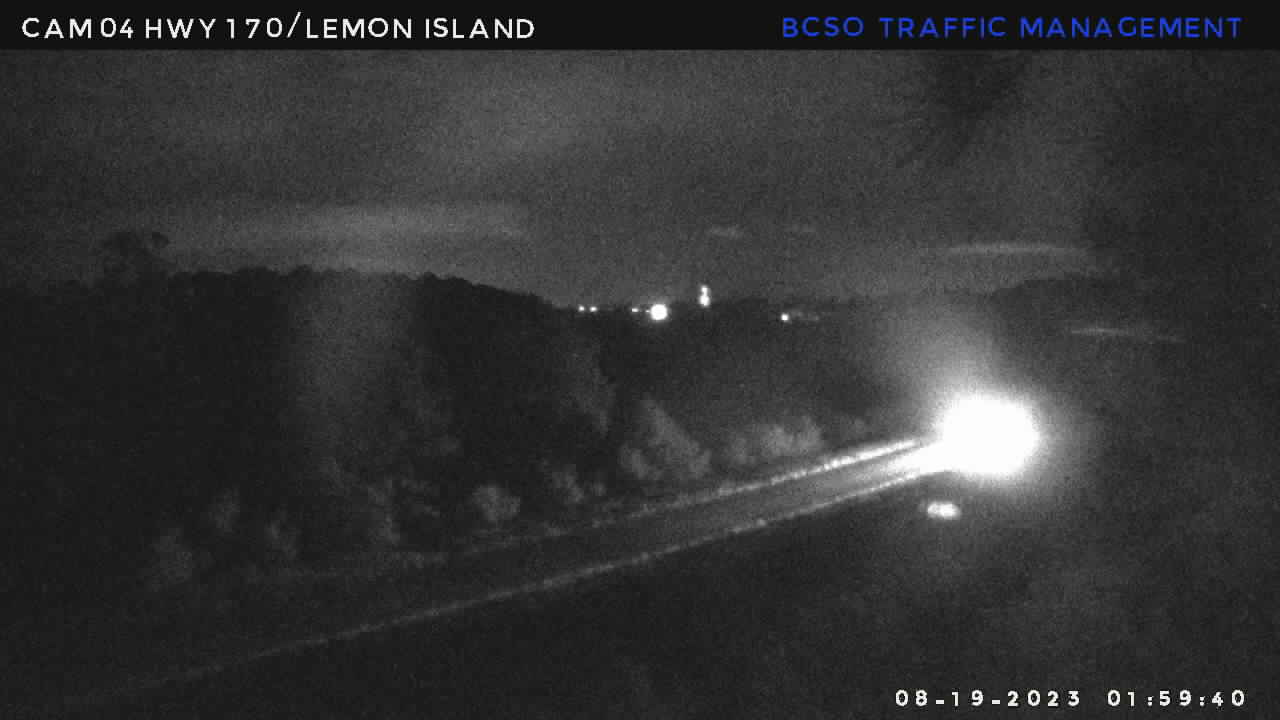 CAM 04 HWY 170/LEMON ISLAND
BCSO TRAFFIC MANAGEMENT
08-19-2023 01:59:40